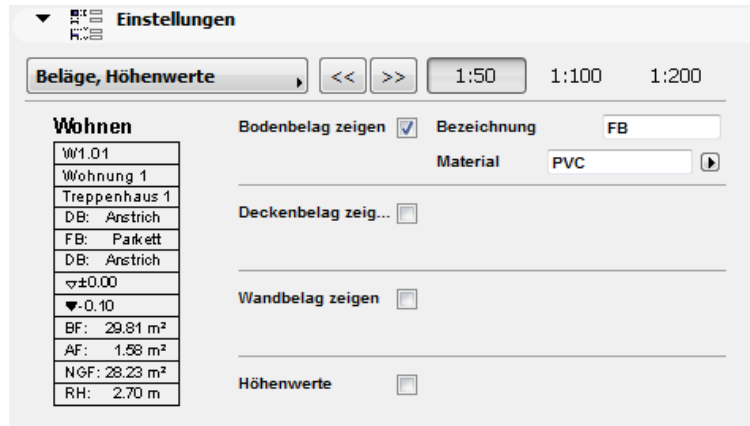 Einstellungen
Beläge, Höhenwerte << >> 1:50 1:100 1:200
Wohnen
W1.01
Wohnung 1
Treppenhaus 1
DB: Anstrich
FB: Parkett
DB: Anstrich
±0.00
-0.10
BF: 29.81 m²
AF: 1.58 m²
NGF: 28.23 m²
RH: 2.70 m
Bodenbelag zeigen Bezeichnung FB
Material PVC
Deckenbelag zeig...
Wandbelag zeigen
Höhenwerte